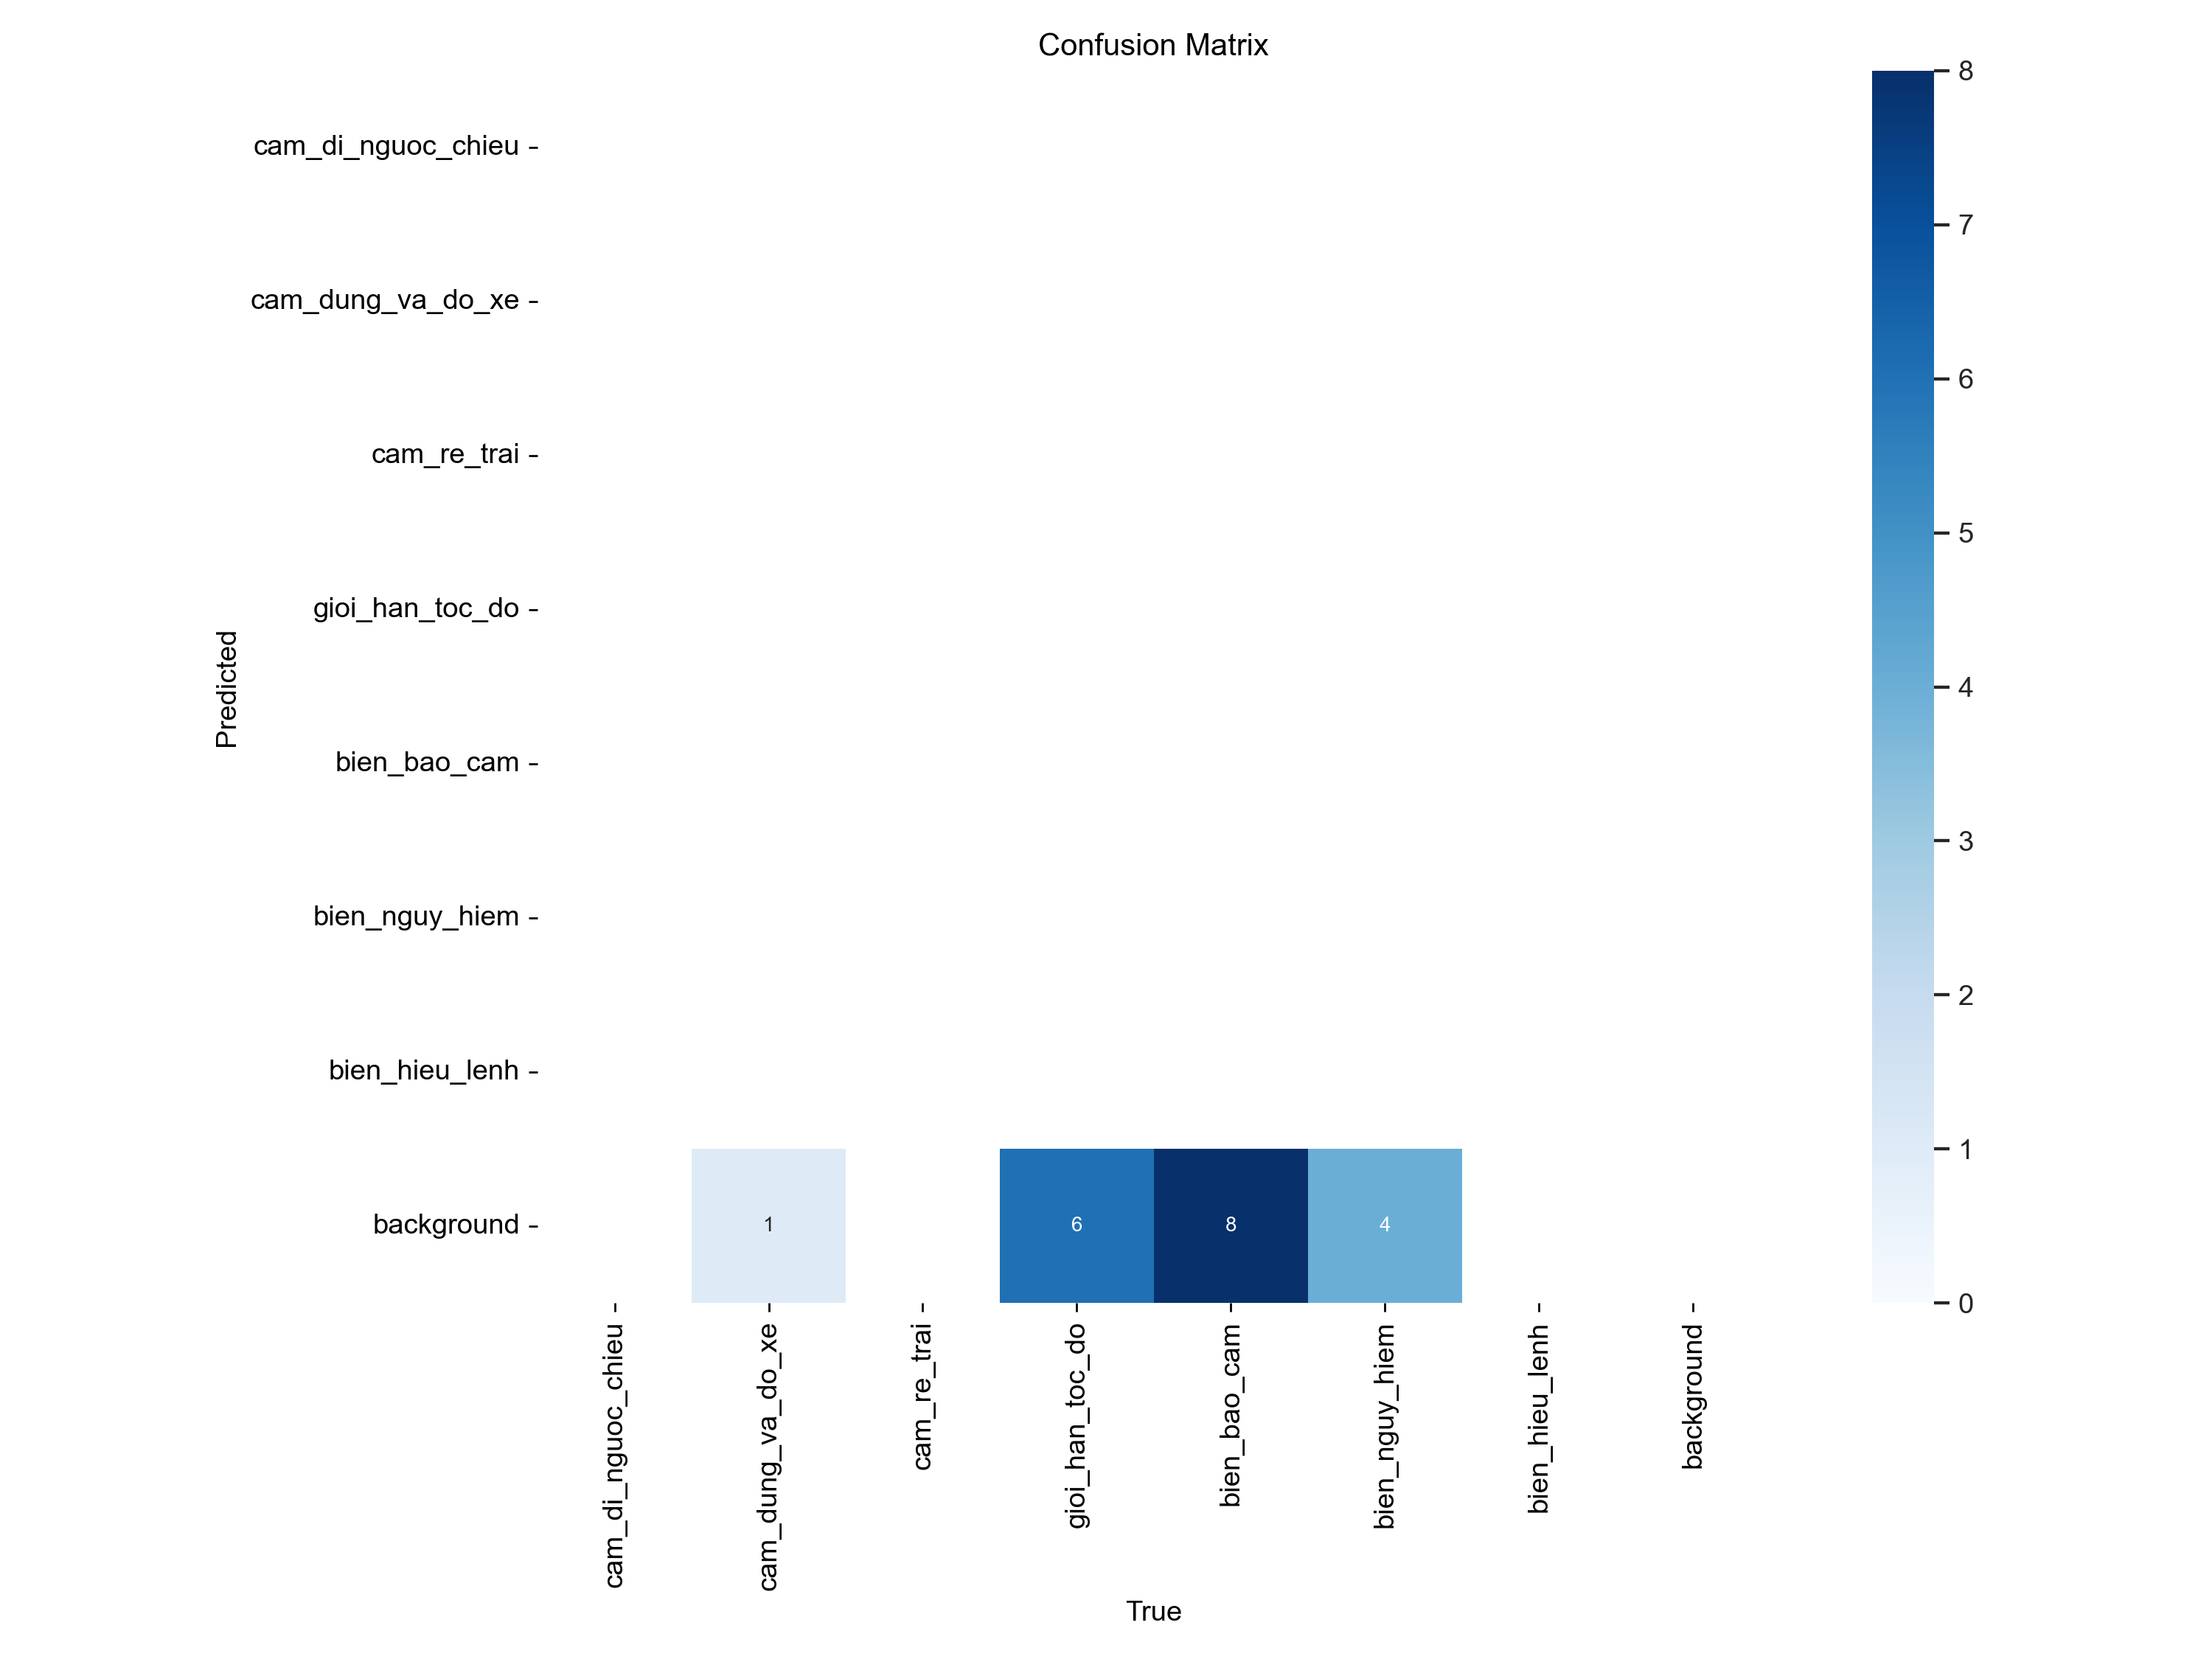 Confusion Matrix
cam_di_nguoc_chieu
cam_dung_va_do_xe
cam_re_trai
gioi_han_toc_do
bien_bao_cam
bien_nguy_hiem
bien_hieu_lenh
background
Predicted
1
6
8
4
cam_di_nguoc_chieu
cam_dung_va_do_xe
cam_re_trai
gioi_han_toc_do
bien_bao_cam
bien_nguy_hiem
bien_hieu_lenh
background
True
8
7
6
5
4
3
2
1
0